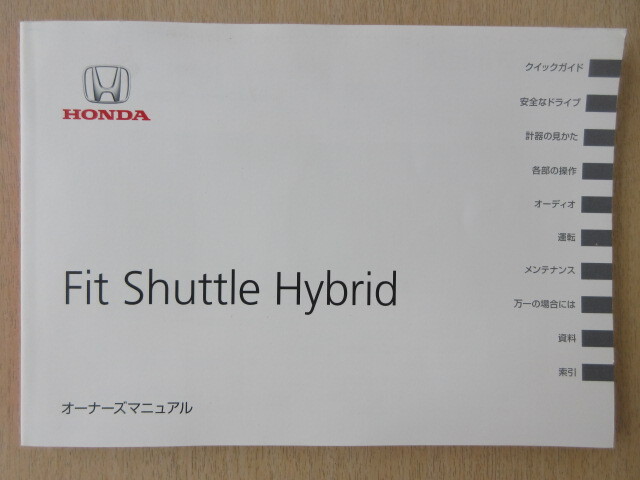 HONDA
クイックガイド
安全なドライブ
計器の見かた
各部の操作
オーディオ
運転
メンテナンス
万一の場合には
資料
索引
Fit Shuttle Hybrid
オーナーズマニュアル